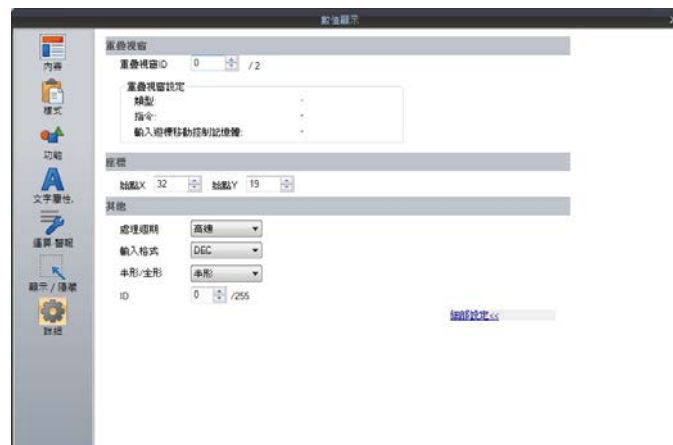 數值顯示
內容
樣式
功能
文字屬性.
運算·警報
顯示 / 隱藏
詳細
重疊視窗
重疊視窗ID 0 /2
重疊視窗設定
類型: -
指令: -
輸入遊標移動控制記憶體: -
座標
始點X 32 始點Y 19
其他
處理週期 高速
輸入格式 DEC
半形/全形 半形
ID 0 /255
細部設定<<